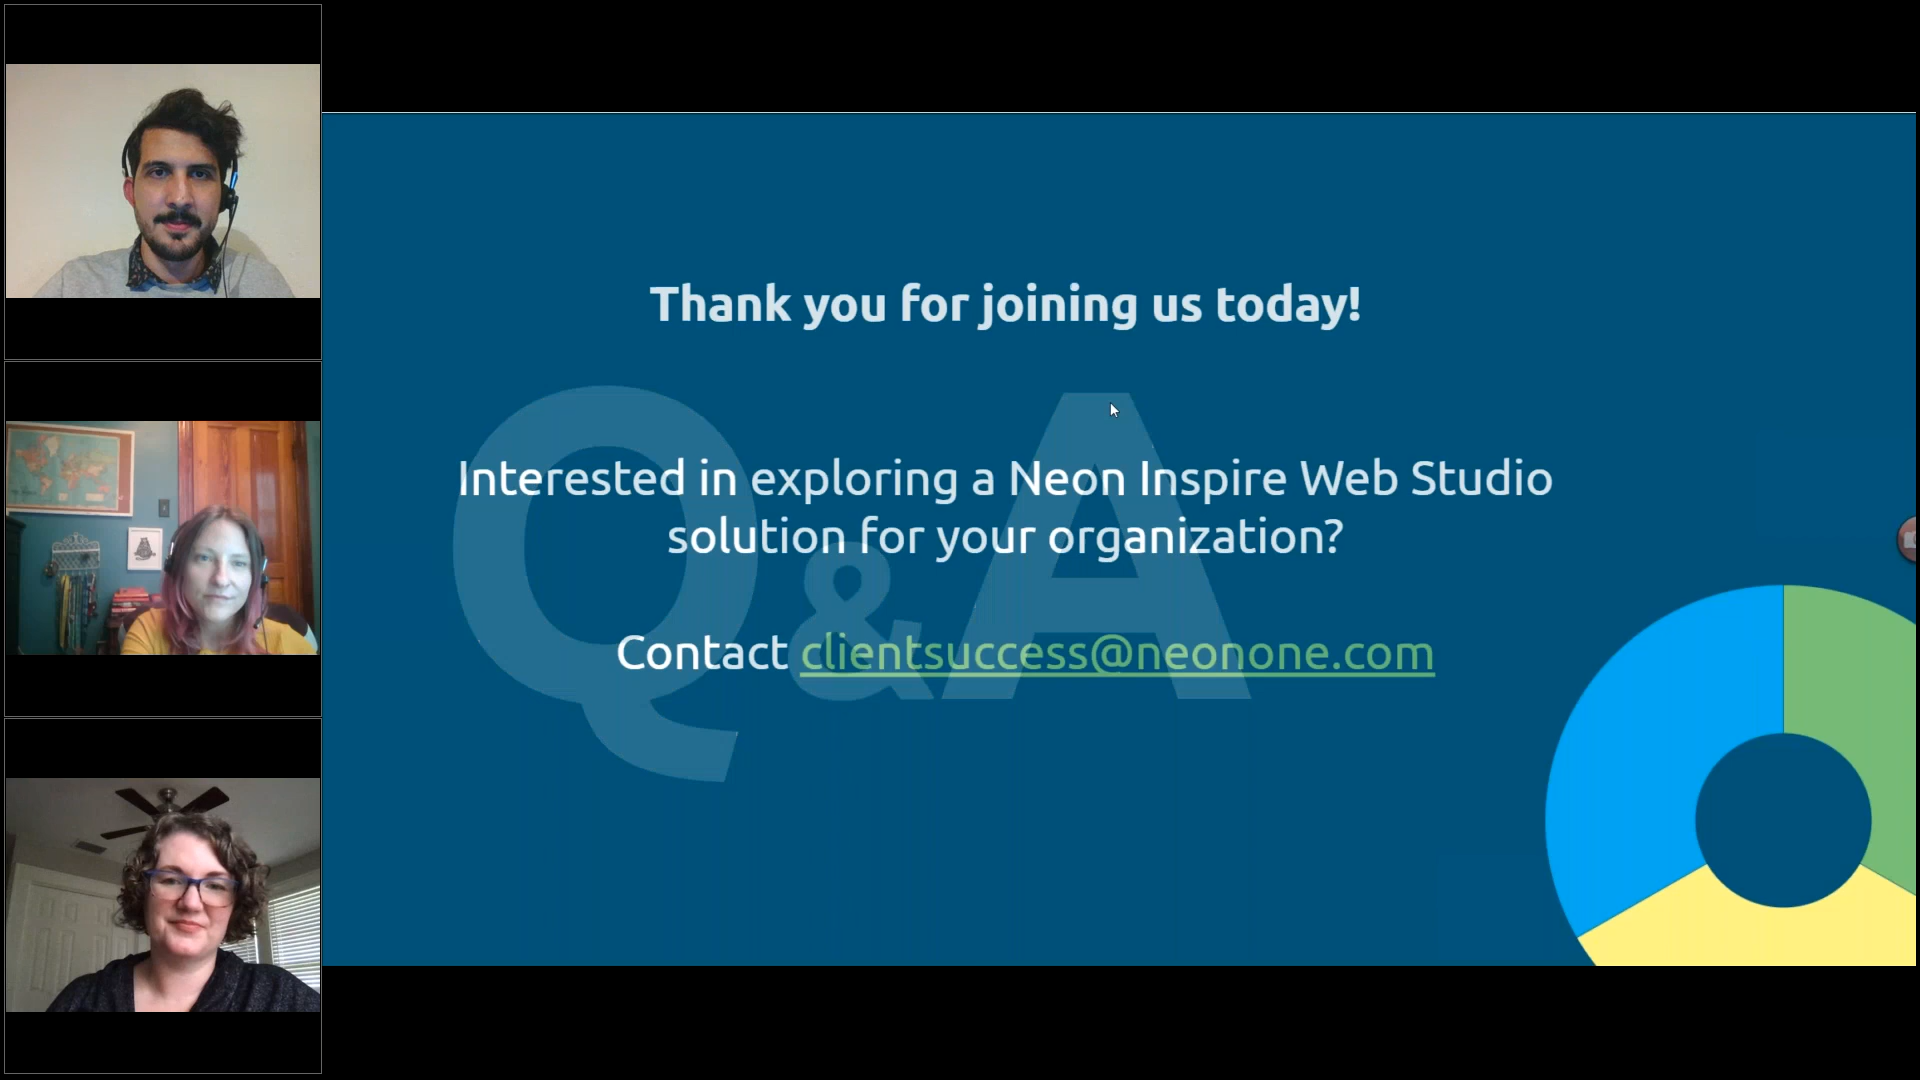 Thank you for joining us today!
Q&A
Interested in exploring a Neon Inspire Web Studio
solution for your organization?
Contact clientsuccess@neonone.com